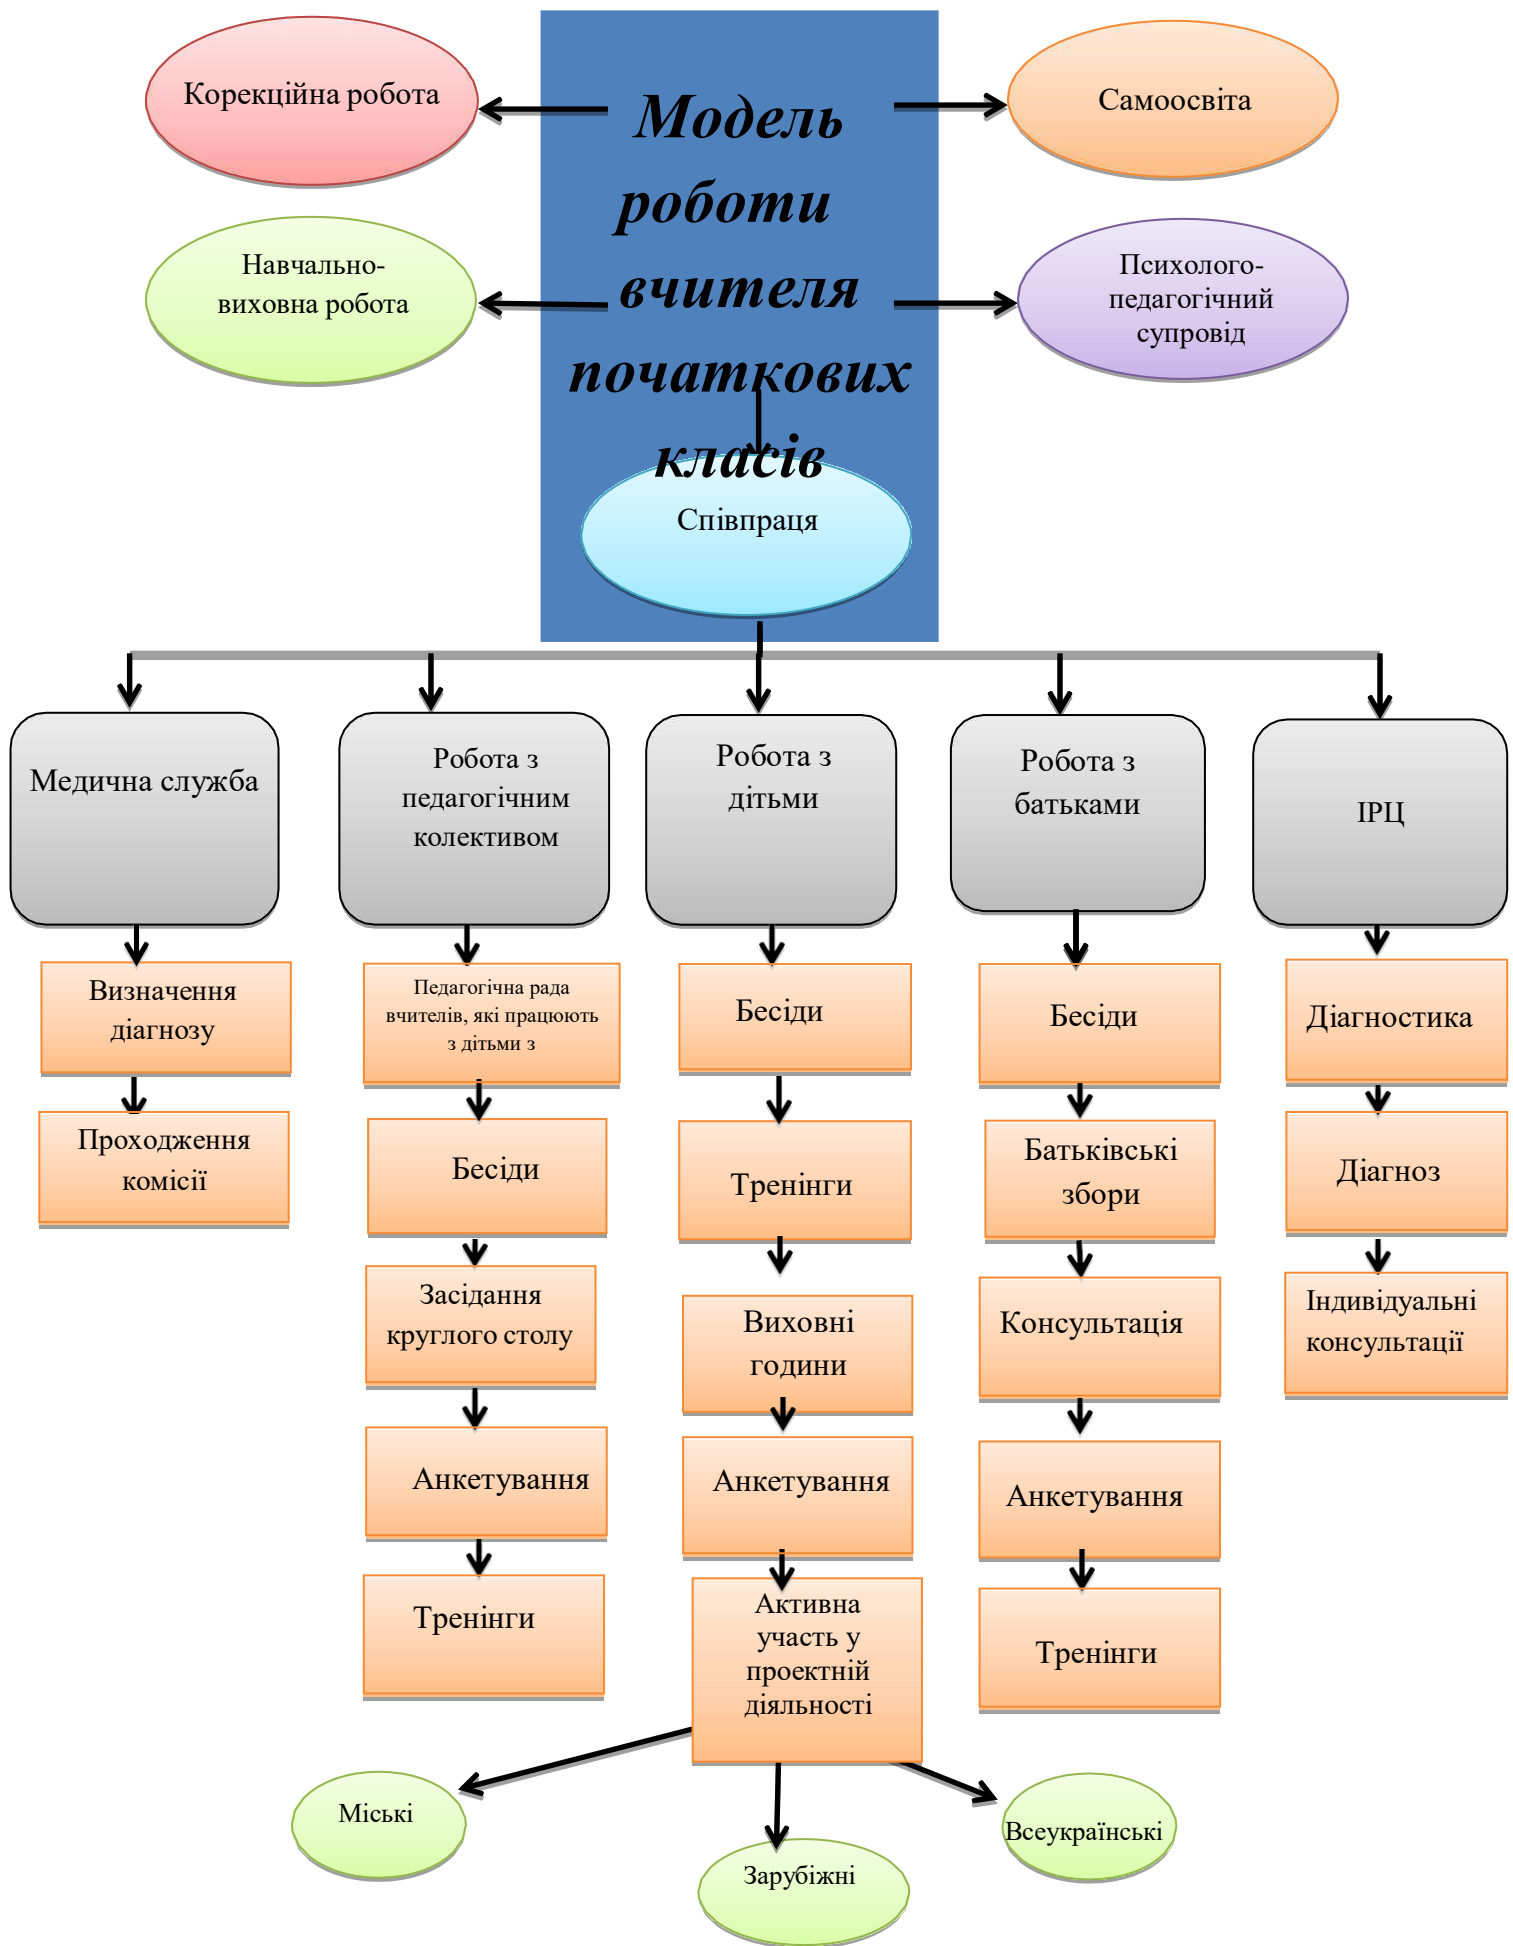 Корекційна робота
Модель
роботи
вчителя
початкових
класів
Самоосвіта
Навчально-
виховна робота
Психолого-
педагогічний
супровід
Співпраця
Медична служба
Робота з
педагогічним
колективом
Робота з
дітьми
Робота з
батьками
ІРЦ
Визначення
діагнозу
Проходження
комісії
Педагогічна рада
вчителів, які працюють
з дітьми з
Бесіди
Засідання
круглого столу
Анкетування
Тренінги
Бесіди
Тренінги
Виховні
години
Анкетування
Активна
участь у
проектній
діяльності
Бесіди
Батьківські
збори
Консультація
Анкетування
Тренінги
Діагностика
Діагноз
Індивідуальні
консультації
Міські
Зарубіжні
Всеукраїнські